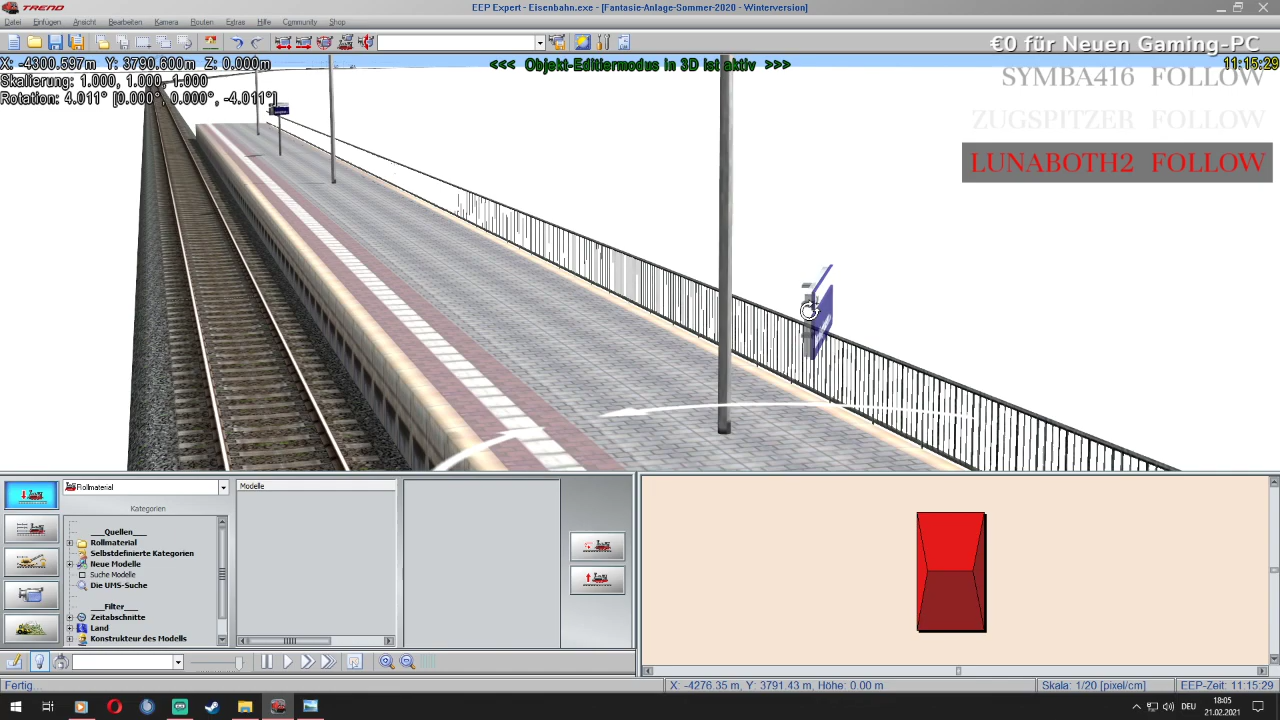 TREND
EEP Expert - Eisenbahn.exe - [Fantasie-Anlage-Sommer-2020 - Winterversion]
Datei Einfügen Ansicht Bearbeiten Kamera Routen Extras Hilfe Community Shop
€0 für Neuen Gaming-PC
X: -4300.597m Y: 3790.600m Z: 0.000m
<<< Objekt-Editiermodus in 3D ist aktiv >>>
11:15:29
Skalierung: 1.000, 1.000, 1.000
SYMBA416 FOLLOW
Rotation: 4.011° [0.000°, 0.000°, -4.011°]
ZUGSPITZER FOLLOW
LUNABOTH2 FOLLOW
Rollmaterial
Modelle
Kategorien
___Quellen___
Rollmaterial
Selbstdefinierte Kategorien
Neue Modelle
Suche Modelle
Die UMS-Suche
___Filter___
Zeitabschnitte
Land
Konstrukteur des Modells
Fertig...
X: -4276.35 m, Y: 3791.43 m, Höhe: 0.00 m
Skala: 1/20 [pixel/cm]
EEP-Zeit: 11:15:29
DEU
18:05
21.02.2021